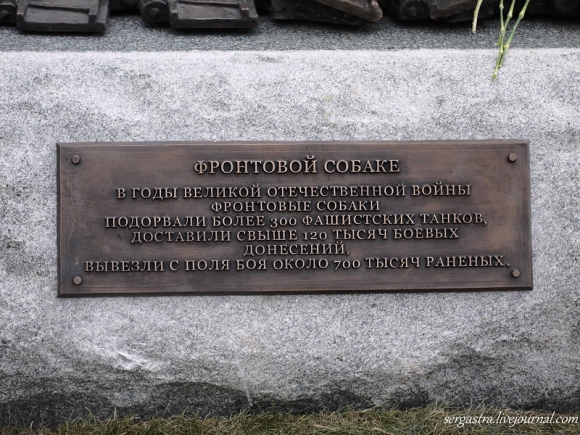 ФРОНТОВОЙ СОБАКЕ
В ГОДЫ ВЕЛИКОЙ ОТЕЧЕСТВЕННОЙ ВОЙНЫ
ФРОНТОВЫЕ СОБАКИ
ПОДОРВАЛИ БОЛЕЕ 300 ФАШИСТСКИХ ТАНКОВ,
ДОСТАВИЛИ СВЫШЕ 120 ТЫСЯЧ БОЕВЫХ
ДОНЕСЕНИЙ,
ВЫВЕЗЛИ С ПОЛЯ БОЯ ОКОЛО 700 ТЫСЯЧ РАНЕНЫХ.
sergastra.livejournal.com